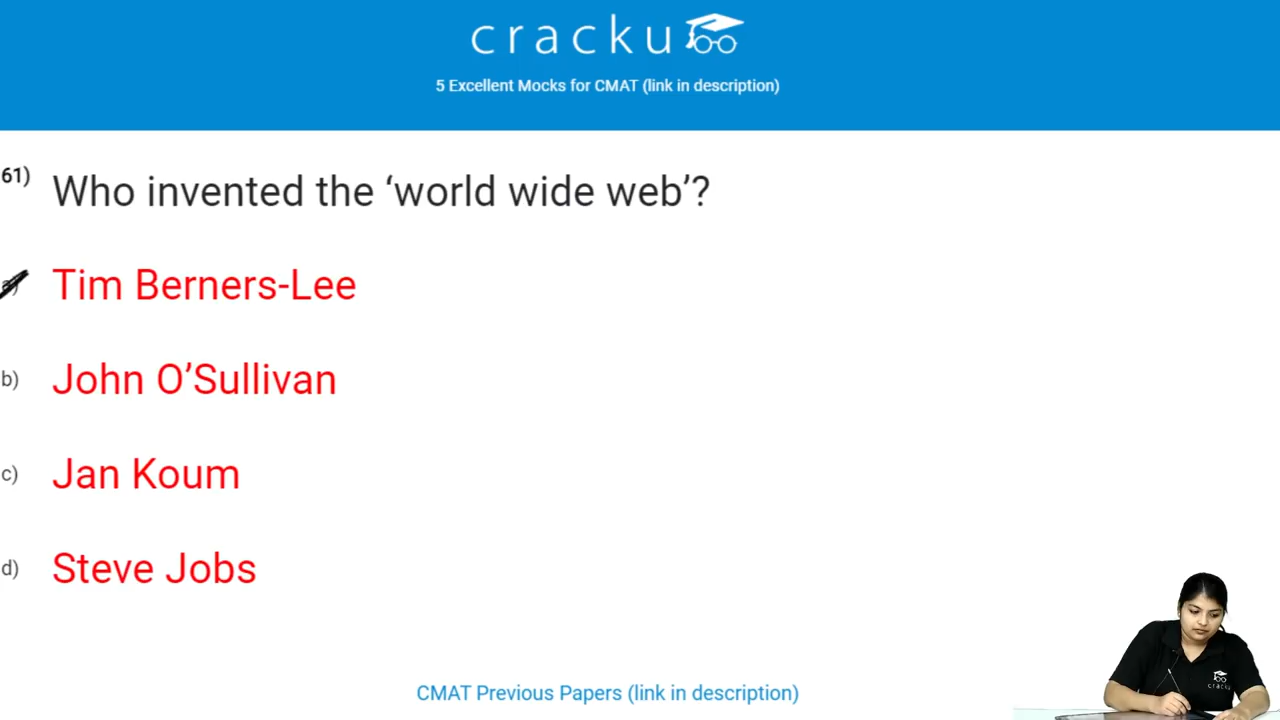 cracku
5 Excellent Mocks for CMAT (link in description)
61) Who invented the ‘world wide web’?
a) Tim Berners-Lee
b) John O’Sullivan
c) Jan Koum
d) Steve Jobs
cracku
CMAT Previous Papers (link in description)